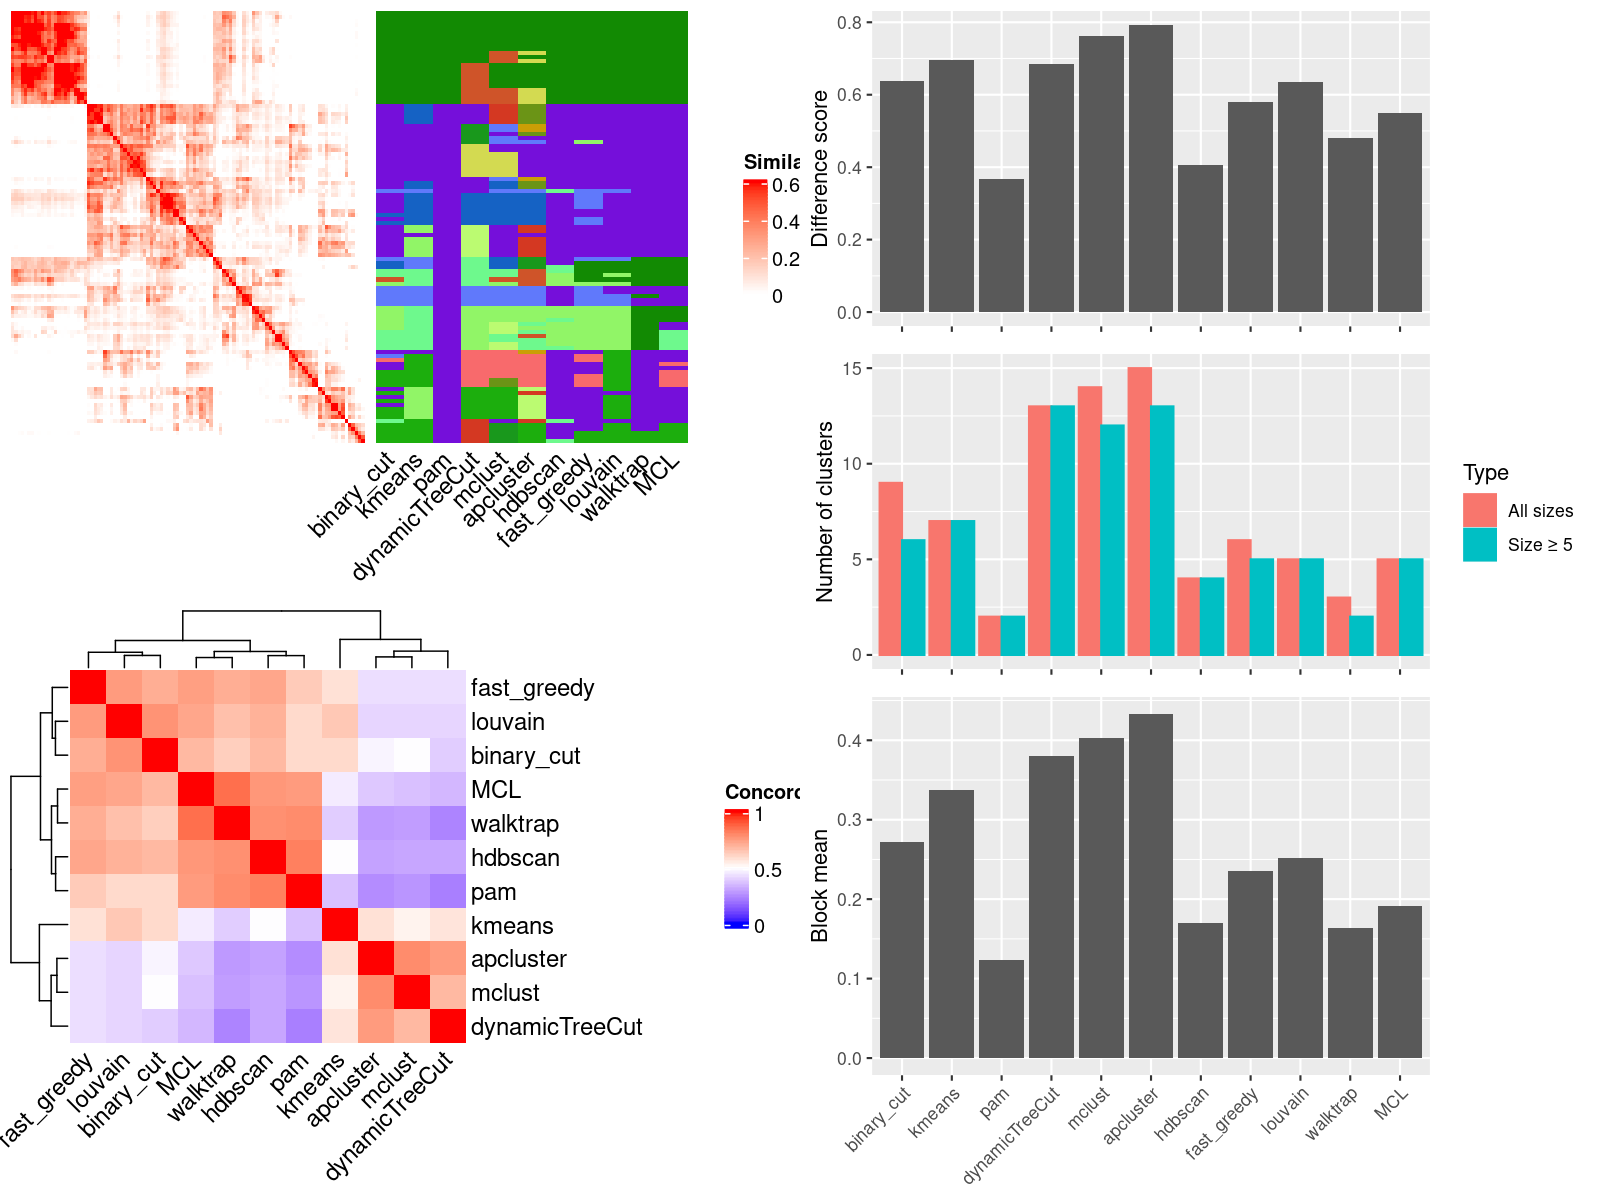 Simila
0.6
0.4
0.2
0
binary_cut
kmeans
pam
dynamicTreeCut
mclust
apcluster
hdbscan
fast_greedy
louvain
walktrap
MCL
fast_greedy
louvain
binary_cut
MCL
walktrap
hdbscan
pam
kmeans
apcluster
mclust
dynamicTreeCut
fast_greedy
louvain
binary_cut
MCL
walktrap
hdbscan
pam
kmeans
apcluster
mclust
dynamicTreeCut
Concord
1
0.5
0
Difference score
0.8
0.6
0.4
0.2
0.0
Number of clusters
15
10
5
0
Type
All sizes
Size ≥ 5
Block mean
0.4
0.3
0.2
0.1
0.0
binary_cut
kmeans
pam
dynamicTreeCut
mclust
apcluster
hdbscan
fast_greedy
louvain
walktrap
MCL